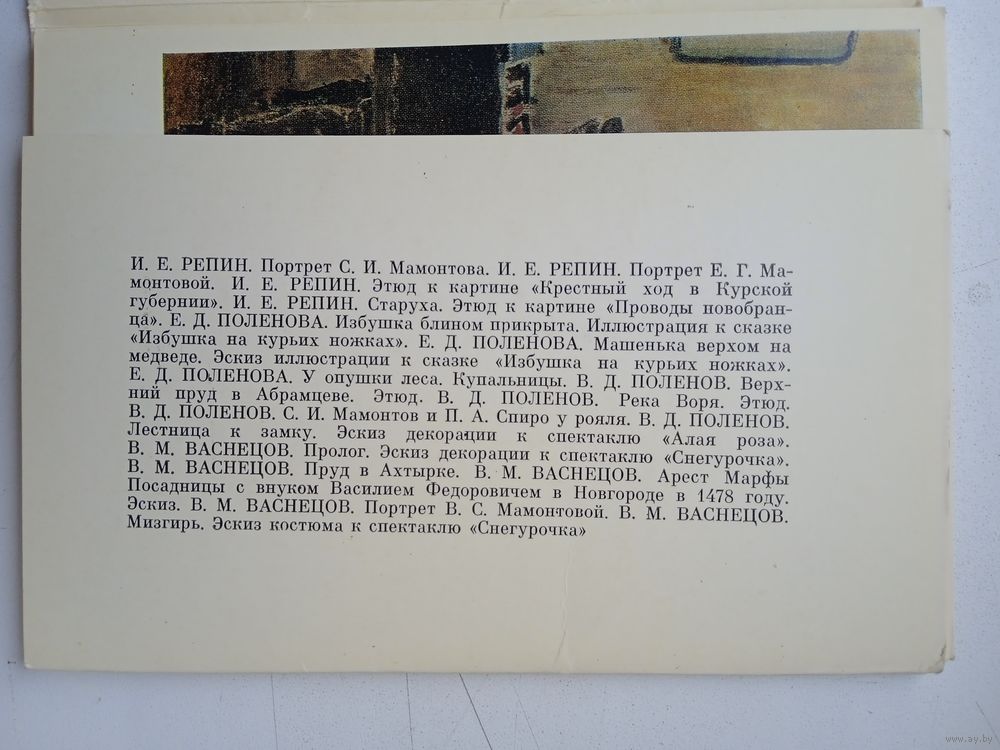 И. Е. РЕПИН. Портрет С. И. Мамонтова. И. Е. РЕПИН. Портрет Е. Г. Ма-
монтовой. И. Е. РЕПИН. Этюд к картине «Крестный ход в Курской
губернии». И. Е. РЕПИН. Старуха. Этюд к картине «Проводы новобран-
ца». Е. Д. ПОЛЕНОВА. Избушка блином прикрыта. Иллюстрация к сказке
«Избушка на курьих ножках». Е. Д. ПОЛЕНОВА. Машенька верхом на
медведе. Эскиз иллюстрации к сказке «Избушка на курьих ножках».
Е. Д. ПОЛЕНОВА. У опушки леса. Купальницы. В. Д. ПОЛЕНОВ. Верх-
ний пруд в Абрамцеве. Этюд. В. Д. ПОЛЕНОВ. Река Воря. Этюд.
В. Д. ПОЛЕНОВ. С. И. Мамонтов и П. А. Спиро у рояля. В. Д. ПОЛЕНОВ.
Лестница к замку. Эскиз декорации к спектаклю «Алая роза».
В. М. ВАСНЕЦОВ. Пролог. Эскиз декорации к спектаклю «Снегурочка».
В. М. ВАСНЕЦОВ. Пруд в Ахтырке. В. М. ВАСНЕЦОВ. Арест Марфы
Посадницы с внуком Василием Федоровичем в Новгороде в 1478 году.
Эскиз. В. М. ВАСНЕЦОВ. Портрет В. С. Мамонтовой. В. М. ВАСНЕЦОВ.
Мизгирь. Эскиз костюма к спектаклю «Снегурочка»
www.ay.by